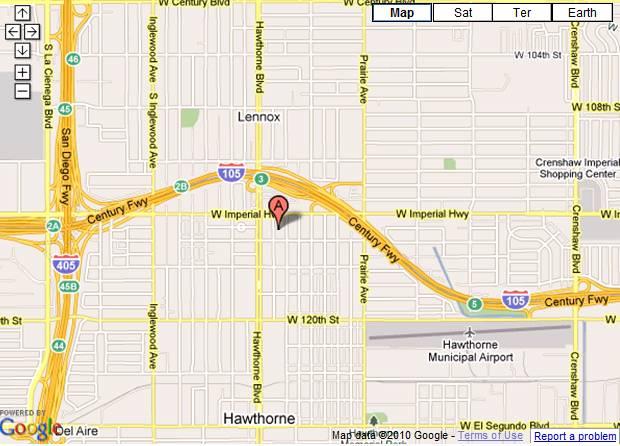 W Century Blvd
W Century Blvd
Map
Sat
Ter
Earth
W 104th St
46
S La Cienega Blvd
Inglewood Ave
S Inglewood Ave
Hawthorne Blvd
Prairie Ave
Crenshaw Blvd
45
San Diego Fwy
W 108th St
Lennox
Crenshaw Imperial
Shopping Center
105
3
2B
Century Fwy
W Imperial Hwy
A
W Imperial Hwy
2A
Century Fwy
Crenshaw Blvd
405
Prairie Ave
45B
5
105
Century Fwy
Inglewood Ave
W 120th St
Hawthorne Blvd
44
Hawthorne
Municipal Airport
Crenshaw Blvd
Hawthorne
Hawthorne
Memorial Park
W El Segundo Blvd
POWERED BY
Google
Del Aire
Map data ©2010 Google - Terms of Use
Report a problem